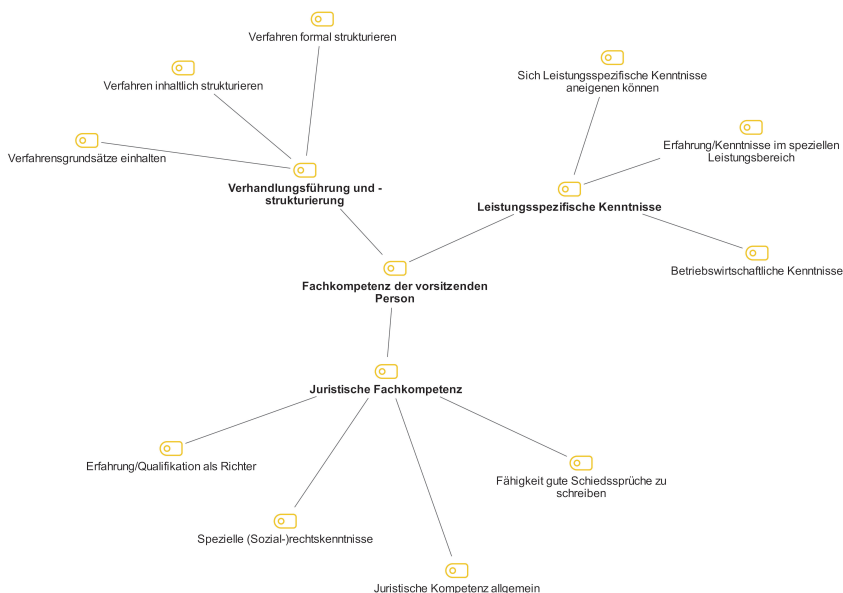 Verfahren formal strukturieren
Verfahren inhaltlich strukturieren
Verfahrensgrundsätze einhalten
Verhandlungsführung und -
strukturierung
Sich Leistungsspezifische Kenntnisse
aneigenen können
Erfahrung/Kenntnisse im speziellen
Leistungsbereich
Leistungsspezifische Kenntnisse
Betriebswirtschaftliche Kenntnisse
Fachkompetenz der vorsitzenden
Person
Juristische Fachkompetenz
Erfahrung/Qualifikation als Richter
Fähigkeit gute Schiedssprüche zu
schreiben
Spezielle (Sozial-)rechtskenntnisse
Juristische Kompetenz allgemein